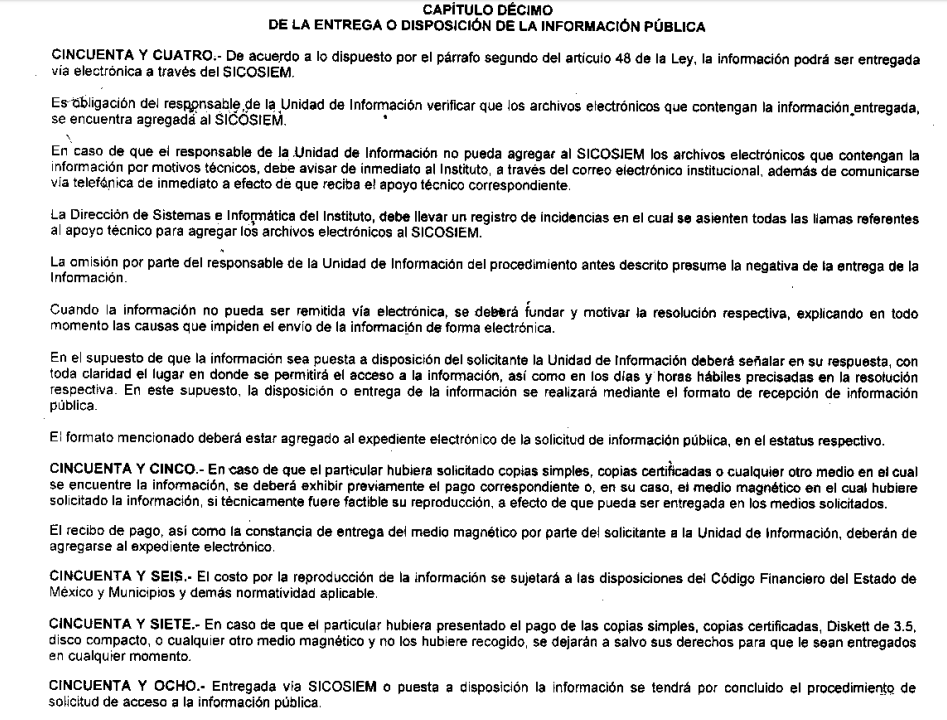 CAPÍTULO DÉCIMO
DE LA ENTREGA O DISPOSICIÓN DE LA INFORMACIÓN PÚBLICA
CINCUENTA Y CUATRO.- De acuerdo a lo dispuesto por el párrafo segundo del artículo 48 de la Ley, la información podrá ser entregada
vía electrónica a través del SICOSIEM.
Es obligación del responsable de la Unidad de Información verificar que los archivos electrónicos que contengan la información entregada,
se encuentra agregada al SICOSIEM.
En caso de que el responsable de la Unidad de Información no pueda agregar al SICOSIEM los archivos electrónicos que contengan la
información por motivos técnicos, debe avisar de inmediato al Instituto, a través del correo electrónico institucional, además de comunicarse
vía telefónica de inmediato a efecto de que reciba el apoyo técnico correspondiente.
La Dirección de Sistemas e Informática del Instituto, debe llevar un registro de incidencias en el cual se asienten todas las llamas referentes
al apoyo técnico para agregar los archivos electrónicos al SICOSIEM.
La omisión por parte del responsable de la Unidad de Información del procedimiento antes descrito presume la negativa de la entrega de la
Información.
Cuando la información no pueda ser remitida vía electrónica, se deberá fundar y motivar la resolución respectiva, explicando en todo
momento las causas que impiden el envío de la información de forma electrónica.
En el supuesto de que la información sea puesta a disposición del solicitante la Unidad de Información deberá señalar en su respuesta, con
toda claridad el lugar en donde se permitirá el acceso a la información, así como en los días y horas hábiles precisadas en la resolución
respectiva. En este supuesto, la disposición o entrega de la información se realizará mediante el formato de recepción de información
pública.
El formato mencionado deberá estar agregado al expediente electrónico de la solicitud de información pública, en el estatus respectivo.
CINCUENTA Y CINCO.- En caso de que el particular hubiera solicitado copias simples, copias certificadas o cualquier otro medio en el cual
se encuentre la información, se deberá exhibir previamente el pago correspondiente o, en su caso, el medio magnético en el cual hubiere
solicitado la información, si técnicamente fuere factible su reproducción, a efecto de que pueda ser entregada en los medios solicitados.
El recibo de pago, así como la constancia de entrega del medio magnético por parte del solicitante a la Unidad de Información, deberán de
agregarse al expediente electrónico.
CINCUENTA Y SEIS.- El costo por la reproducción de la información se sujetará a las disposiciones del Código Financiero del Estado de
México y Municipios y demás normatividad aplicable.
CINCUENTA Y SIETE.- En caso de que el particular hubiera presentado el pago de las copias simples, copias certificadas, Diskett de 3.5,
disco compacto, o cualquier otro medio magnético y no los hubiere recogido, se dejarán a salvo sus derechos para que le sean entregados
en cualquier momento.
CINCUENTA Y OCHO.- Entregada vía SICOSIEM o puesta a disposición la información se tendrá por concluido el procedimiento de
solicitud de acceso a la información pública.